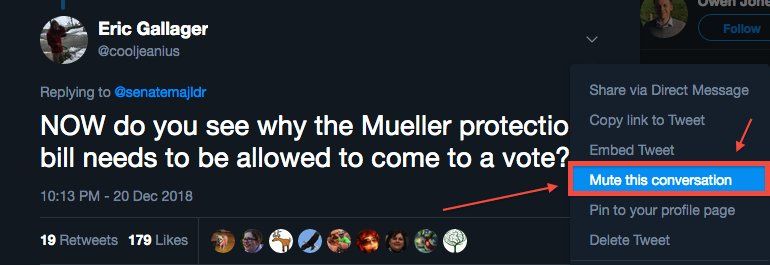 Eric Gallager
@cooljeanius
Owen Jone
Follow
Replying to @senatemajldr
NOW do you see why the Mueller protectio
bill needs to be allowed to come to a vote?
10:13 PM - 20 Dec 2018
19 Retweets 179 Likes
Share via Direct Message
Copy link to Tweet
Embed Tweet
Mute this conversation
Pin to your profile page
Delete Tweet